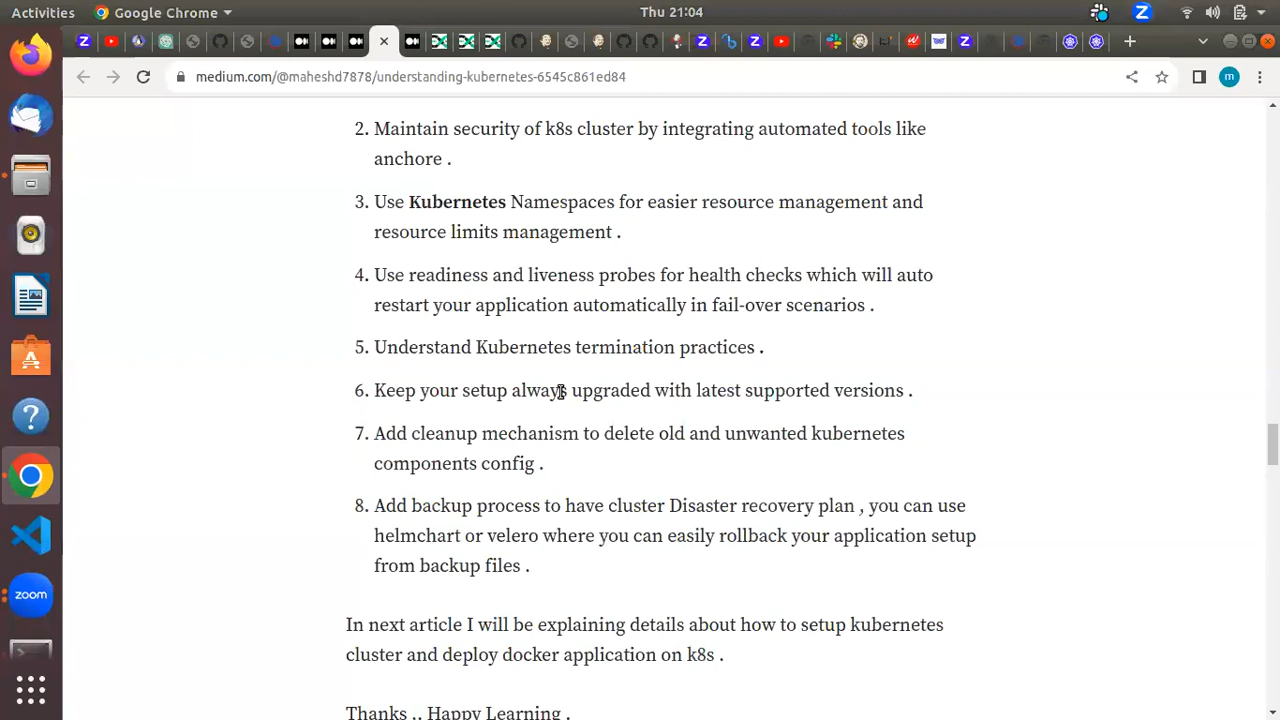 Activities
Google Chrome
Thu 21:04
medium.com/@maheshd7878/understanding-kubernetes-6545c861ed84
m
2. Maintain security of k8s cluster by integrating automated tools like
anchore .
3. Use Kubernetes Namespaces for easier resource management and
resource limits management .
4. Use readiness and liveness probes for health checks which will auto
restart your application automatically in fail-over scenarios .
5. Understand Kubernetes termination practices .
6. Keep your setup always upgraded with latest supported versions .
7. Add cleanup mechanism to delete old and unwanted kubernetes
components config .
8. Add backup process to have cluster Disaster recovery plan , you can use
helmchart or velero where you can easily rollback your application setup
from backup files .
zoom
In next article I will be explaining details about how to setup kubernetes
cluster and deploy docker application on k8s .
Thanks .. Happy Learning .